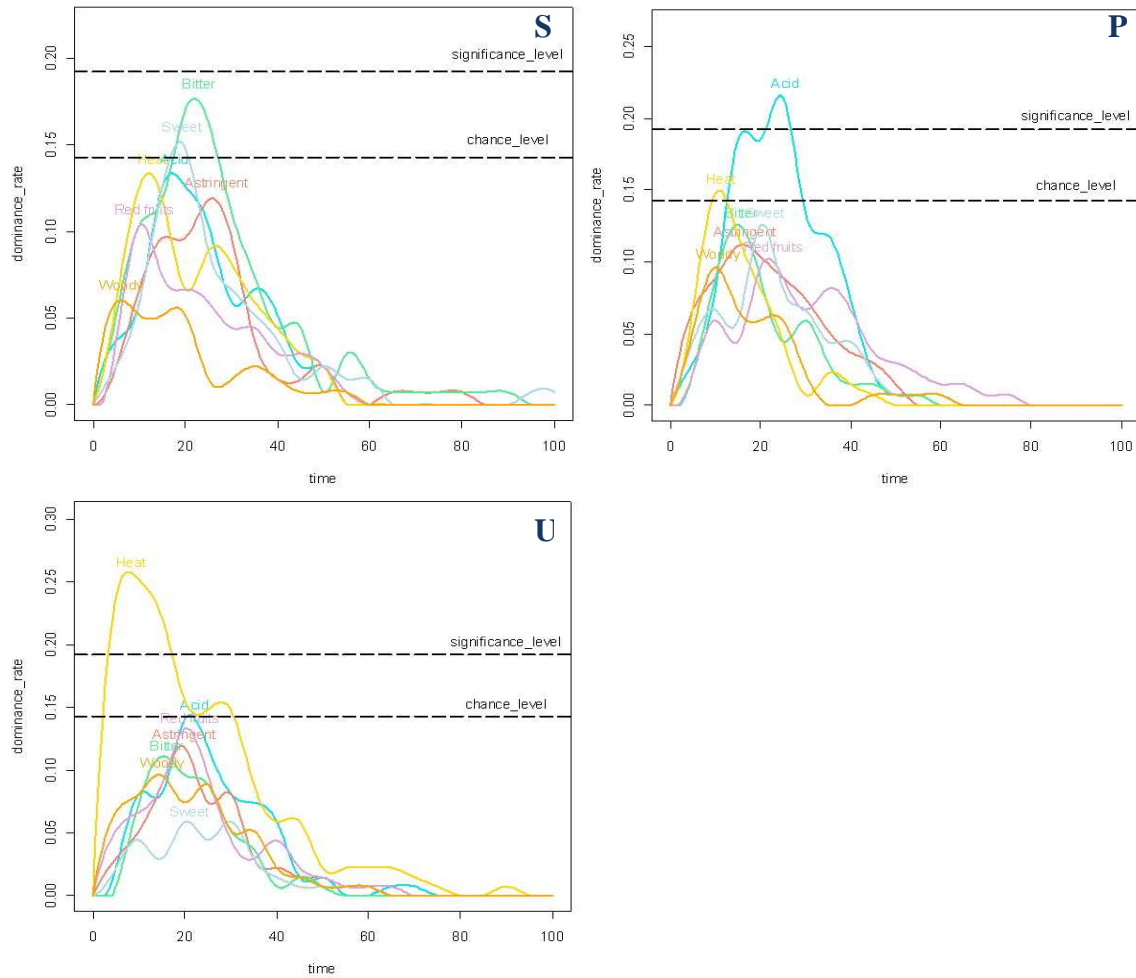 S
0.20
0.15
0.10
0.05
0.00
dominance_rate
significance_level
chance_level
Bitter
Sweet
Heat
Acid
Astringent
Red fruits
Woody
0 20 40 60 80 100
time
P
0.25
0.20
0.15
0.10
0.05
0.00
dominance_rate
Acid
significance_level
chance_level
Heat
Bitter
Sweet
Astringent
Red fruits
Woody
0 20 40 60 80 100
time
U
0.30
0.25
0.20
0.15
0.10
0.05
0.00
dominance_rate
Heat
significance_level
chance_level
Acid
Red fruits
Astringent
Bitter
Woody
Sweet
0 20 40 60 80 100
time